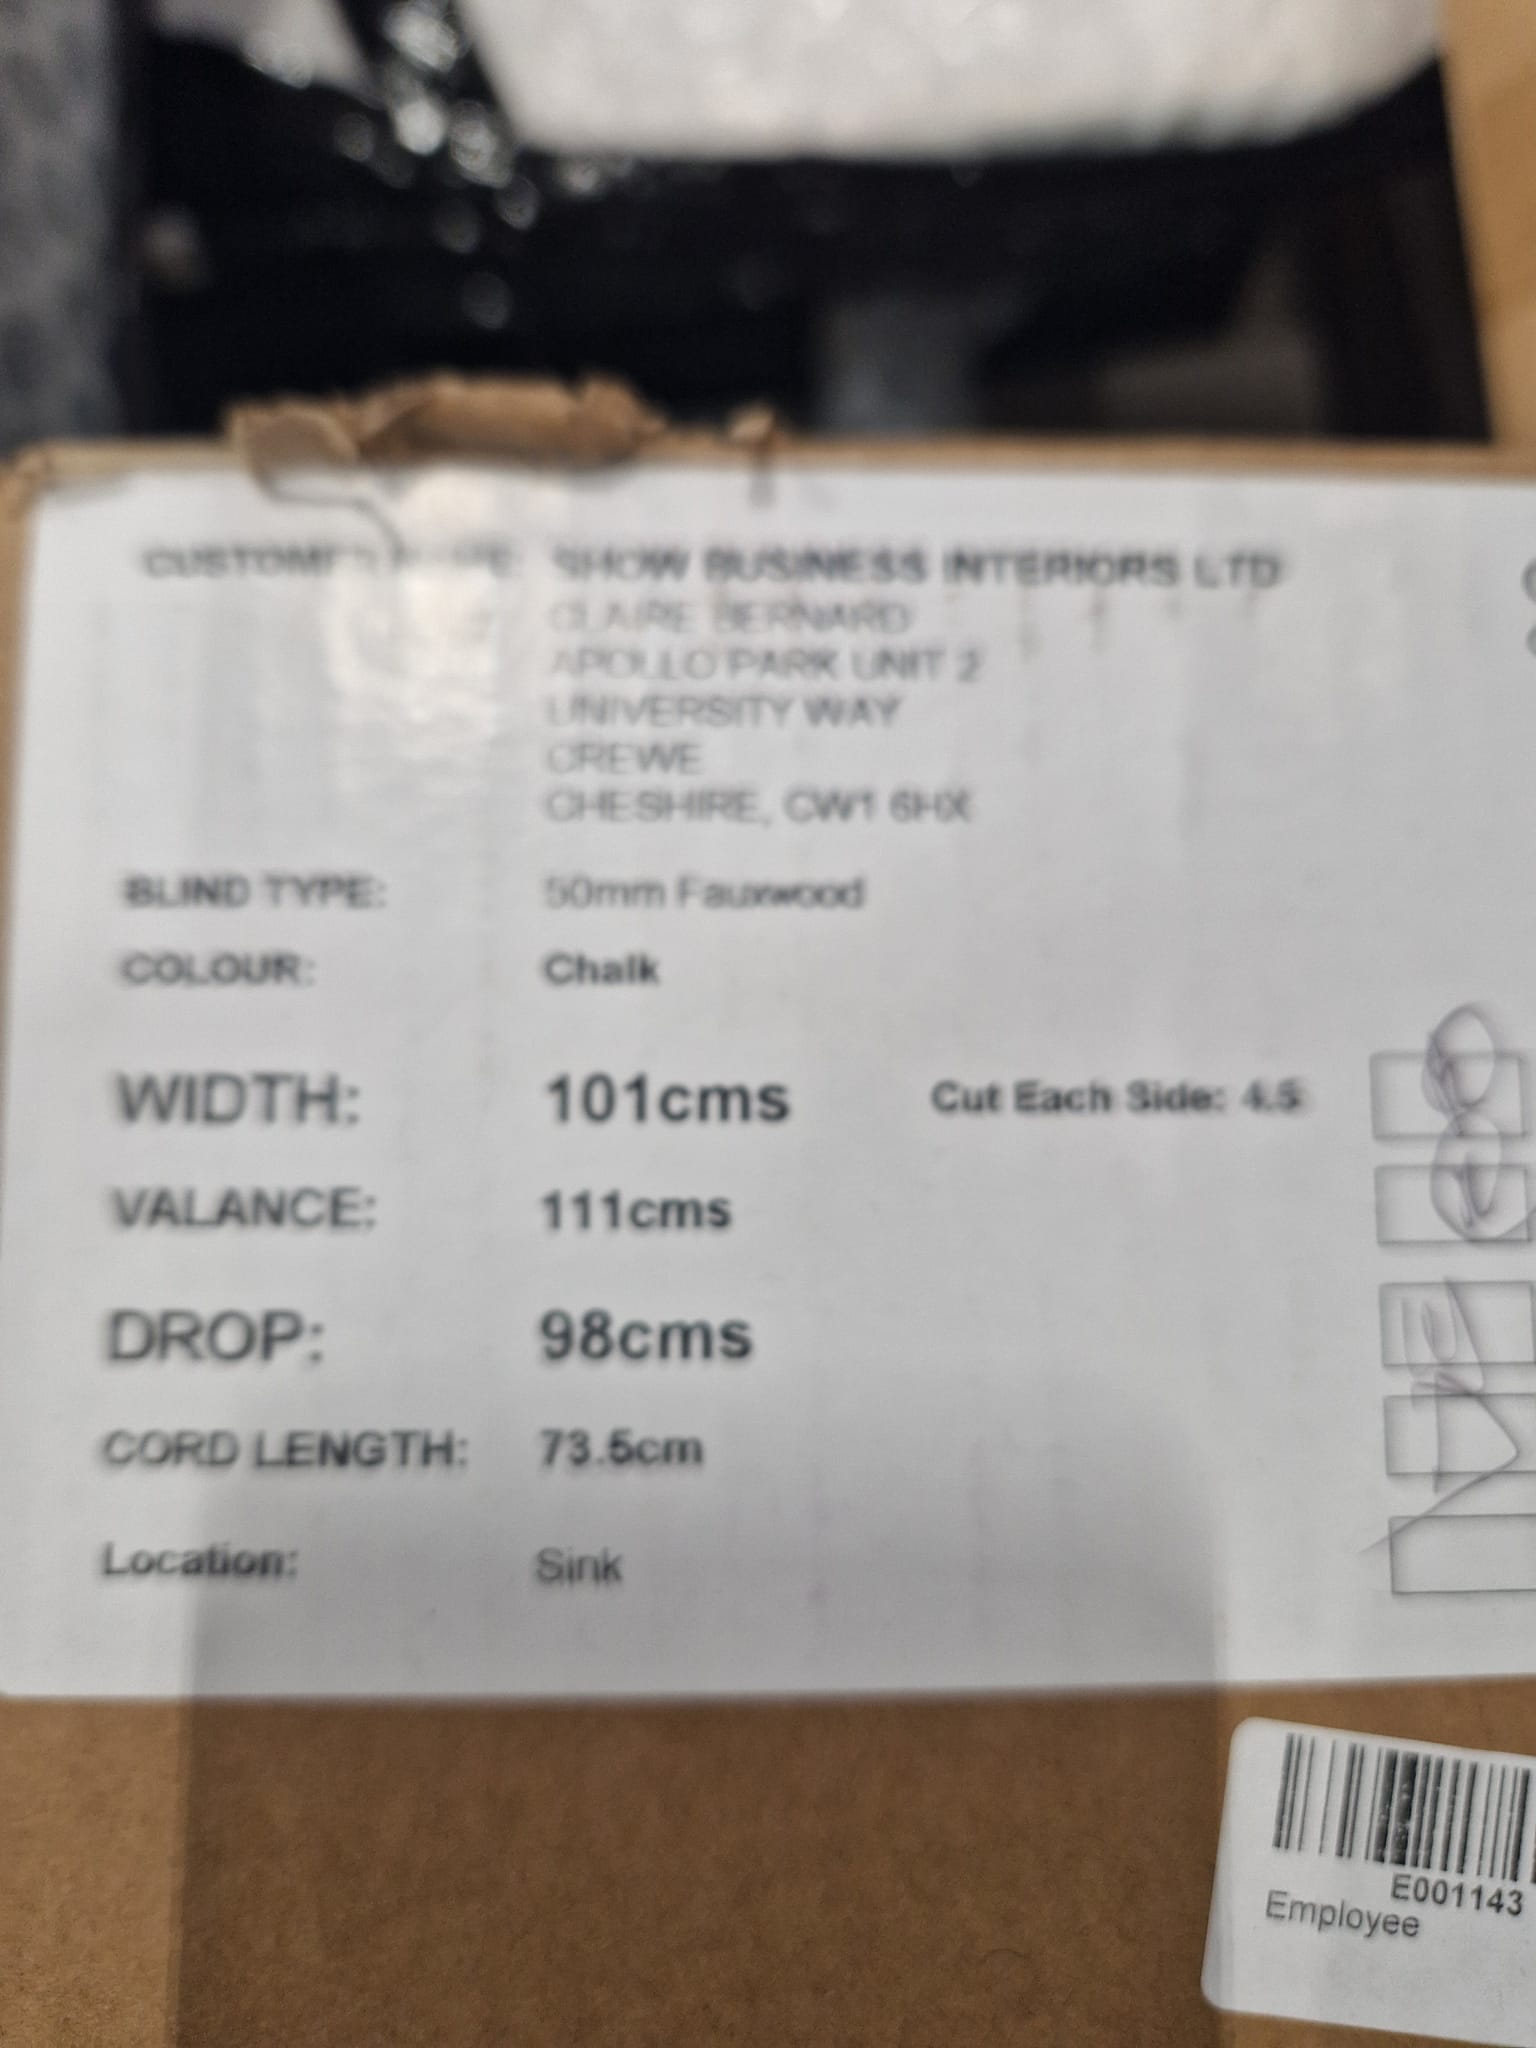 CUSTOMER NAME: SHOW BUSINESS INTERIORS LTD
CLAIRE BERNARD
APOLLO PARK UNIT 2
UNIVERSITY WAY
CREWE
CHESHIRE, CW1 6HX
BLIND TYPE: 50mm Fauxwood
COLOUR: Chalk
WIDTH: 101cms Cut Each Side: 4.5
VALANCE: 111cms
DROP: 98cms
CORD LENGTH: 73.5cm
Location: Sink
E001143
Employee